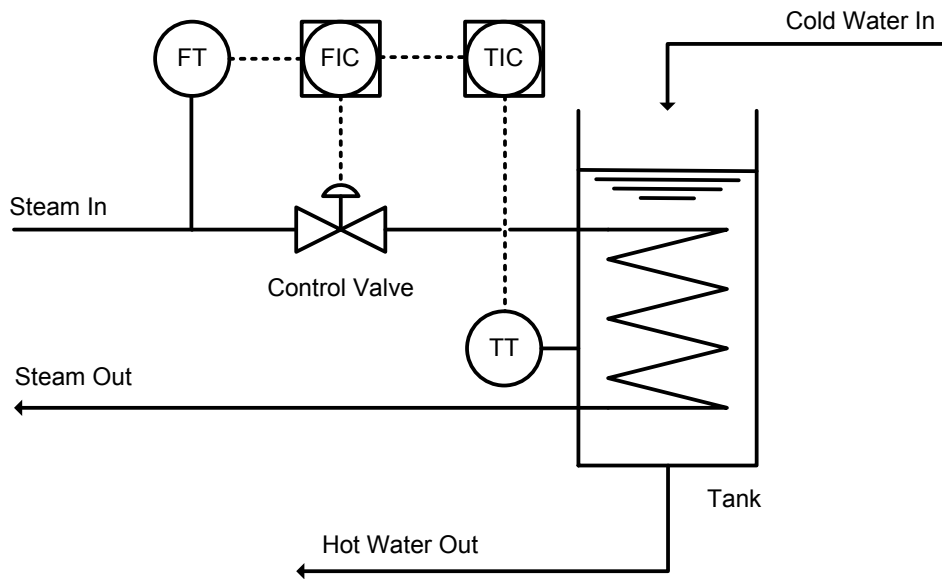 Cold Water In
FT
FIC
TIC
Steam In
Control Valve
TT
Steam Out
Tank
Hot Water Out